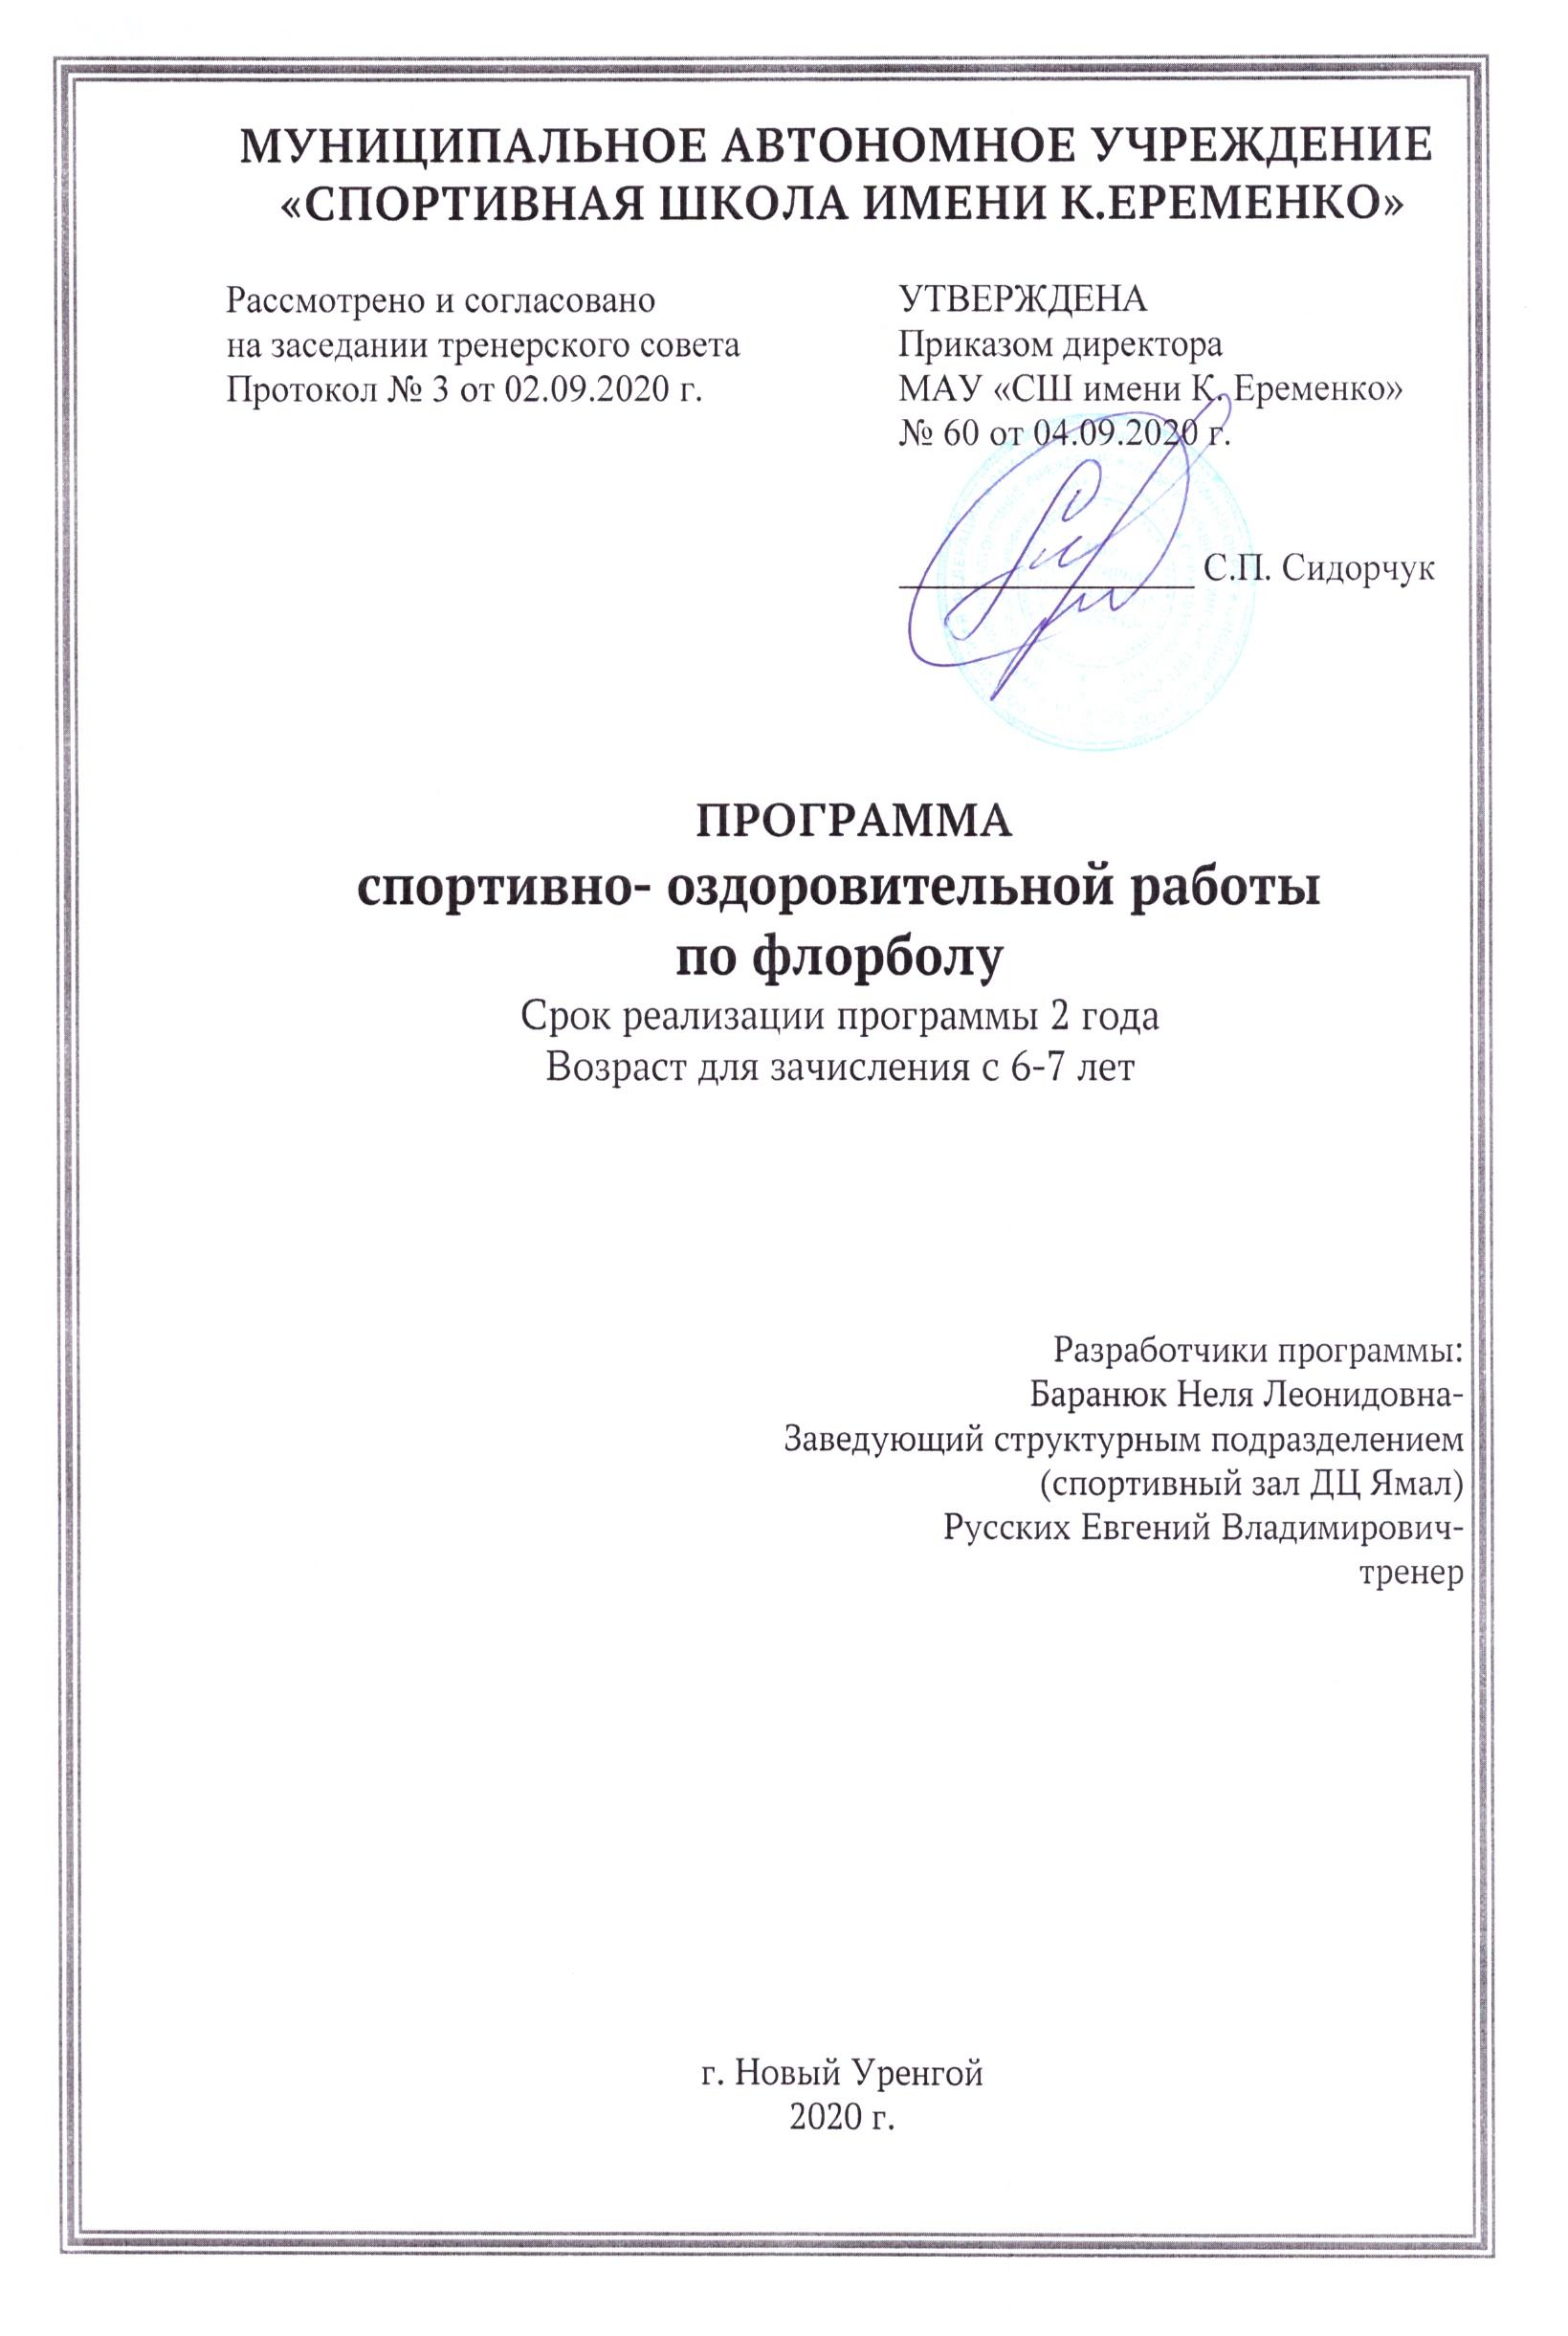 МУНИЦИПАЛЬНОЕ АВТОНОМНОЕ УЧРЕЖДЕНИЕ
«СПОРТИВНАЯ ШКОЛА ИМЕНИ К.ЕРЕМЕНКО»
Рассмотрено и согласовано
на заседании тренерского совета
Протокол № 3 от 02.09.2020 г.
УТВЕРЖДЕНА
Приказом директора
МАУ «СШ имени К. Еременко»
№ 60 от 04.09.2020 г.
С.П. Сидорчук
ПРОГРАММА
спортивно- оздоровительной работы
по флорболу
Срок реализации программы 2 года
Возраст для зачисления с 6-7 лет
Разработчики программы:
Баранюк Неля Леонидовна-
Заведующий структурным подразделением
(спортивный зал ДЦ Ямал)
Русских Евгений Владимирович-
тренер
г. Новый Уренгой
2020 г.